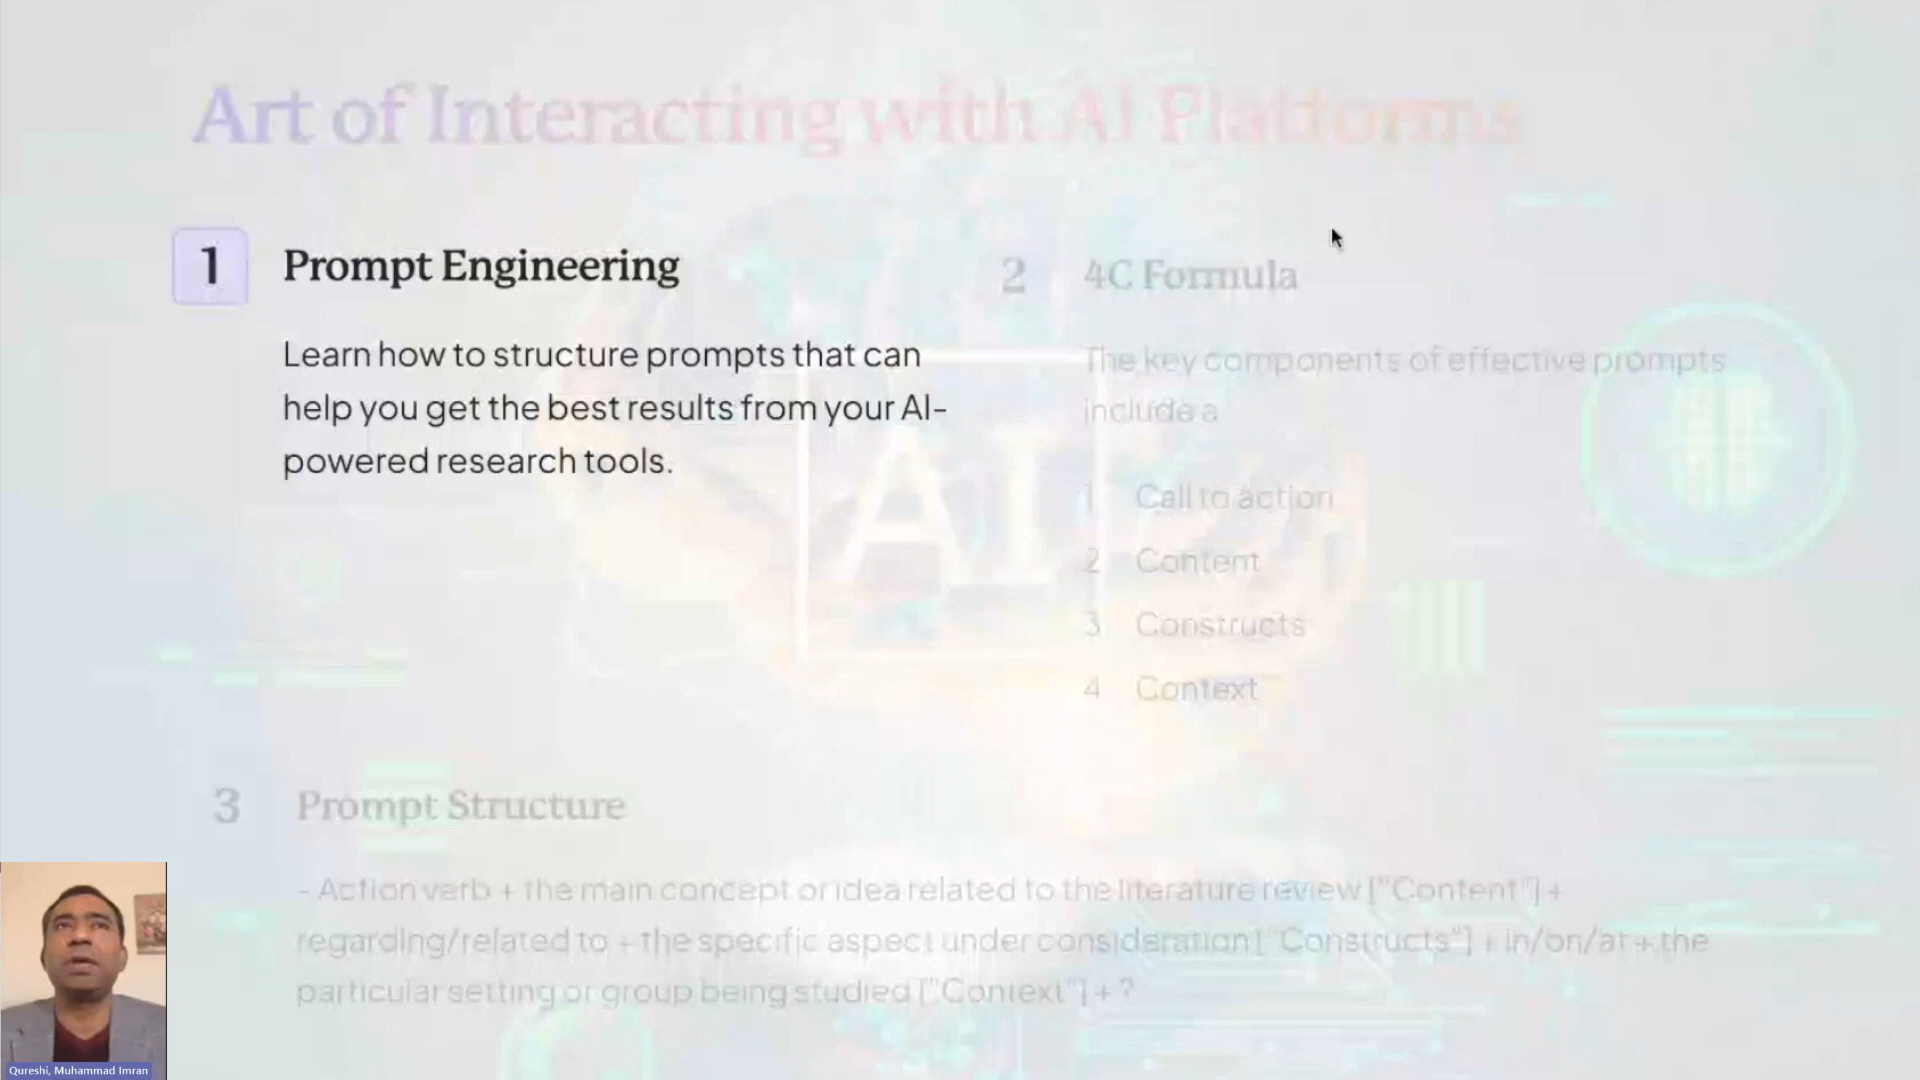 Art of Interacting with AI Platforms
1 Prompt Engineering
Learn how to structure prompts that can
help you get the best results from your AI-
powered research tools.
2 4C Formula
The key components of effective prompts
include a
1 Call to action
2 Content
3 Constructs
4 Context
AI
3 Prompt Structure
- Action verb + the main concept or idea related to the literature review ["Content"] +
regarding/related to + the specific aspect under consideration ["Constructs"] + in/on/at + the
particular setting or group being studied ["Context"] + ?
Qureshi, Muhammad Imran